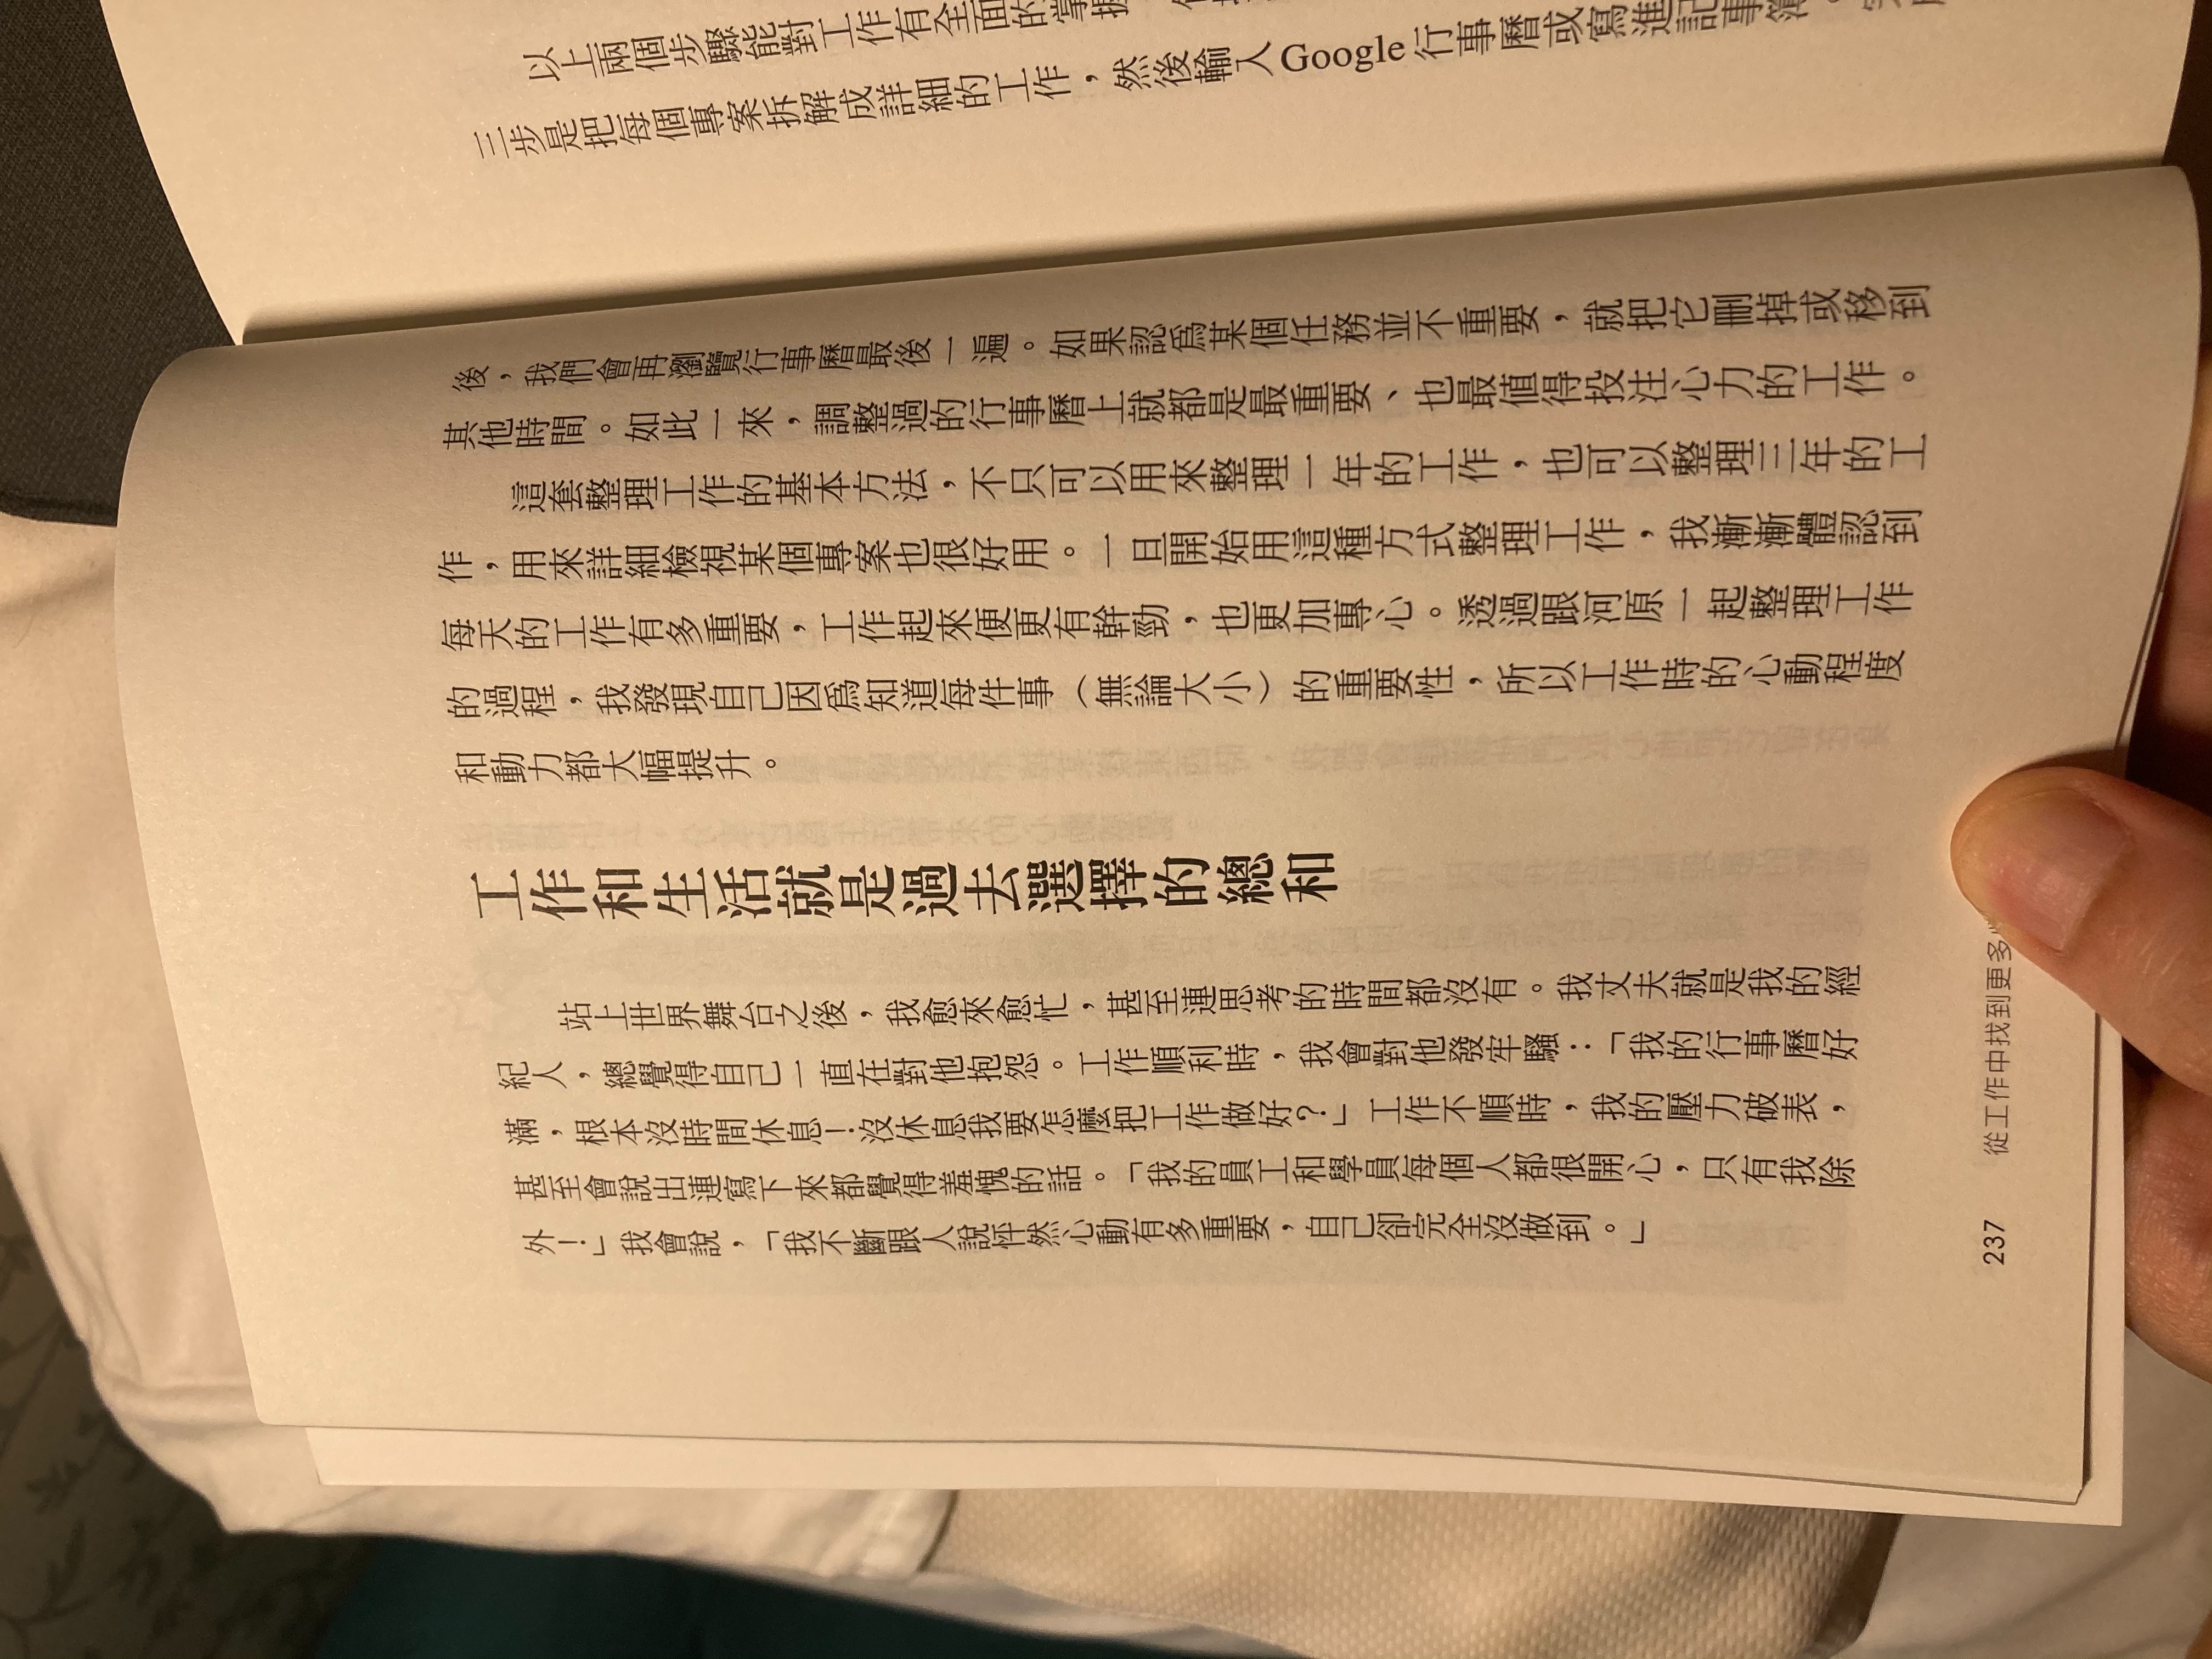 以上兩個步驟能對工作有全面的掌握
三步是把每個專案拆解成詳細的工作，然後輸入 Google 行事曆或寫進記事簿。
後，我們會再瀏覽行事曆最後一遍。如果認為某個任務並不重要，就把它刪掉或移到
其他時間。如此一來，調整過的行事曆上就都是最重要、也最值得投注心力的工作。
這套整理工作的基本方法，不只可以用來整理一年的工作，也可以整理三年的工
作，用來詳細檢視某個專案也很好用。一旦開始用這種方式整理工作，我漸漸體認到
每天的工作有多重要，工作起來便更有幹勁，也更加專心。透過跟河原一起整理工作
的過程，我發現自己因為知道每件事（無論大小）的重要性，所以工作時的心動程度
和動力都大幅提升。
工作和生活就是過去選擇的總和
站上世界舞台之後，我愈來愈忙，甚至連思考的時間都沒有。我丈夫就是我的經
紀人，總覺得自己一直在對他抱怨。工作順利時，我會對他發牢騷：「我的行事曆好
滿，根本沒時間休息！沒休息我要怎麼把工作做好？」工作不順時，我的壓力破表，
甚至會說出連寫下來都覺得羞愧的話。「我的員工和學員每個人都很開心，只有我除
外！」我會說，「我不斷跟人說怦然心動有多重要，自己卻完全沒做到。」
237 從工作中找到更多